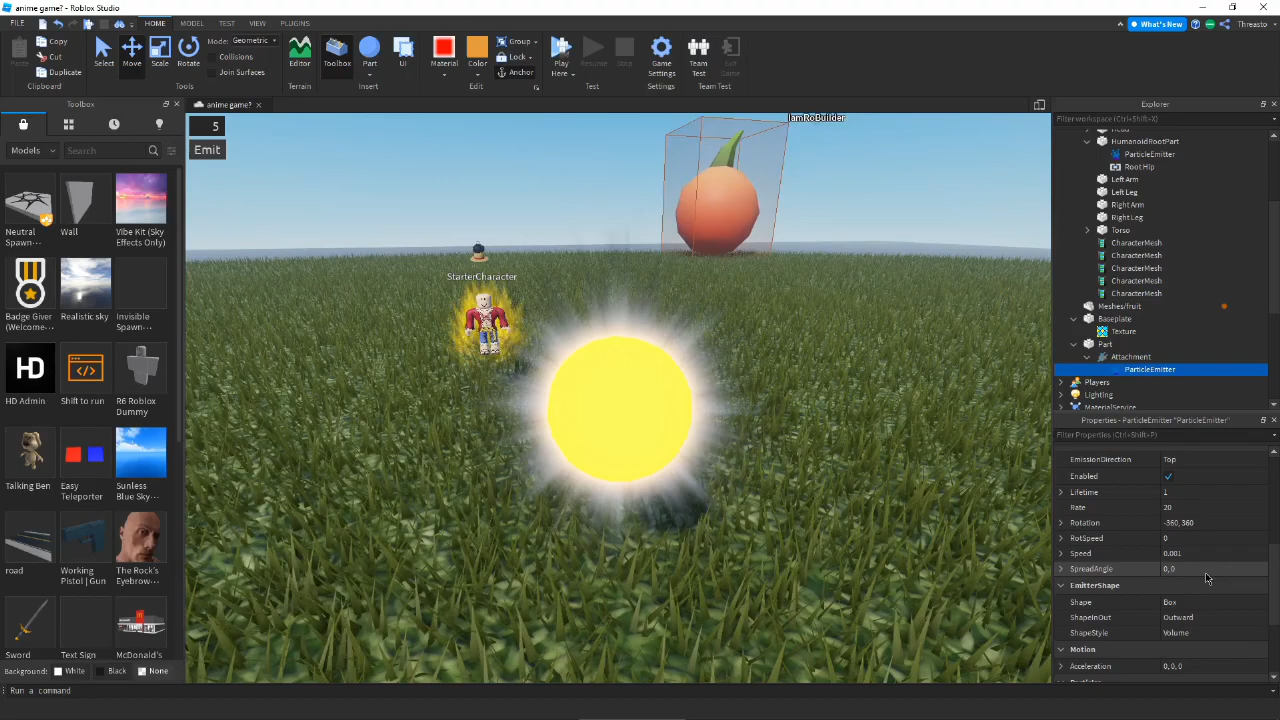 anime game? - Roblox Studio
FILE HOME MODEL TEST VIEW PLUGINS What's New Threasto
Paste Copy Cut Duplicate Clipboard
Select Move Scale Rotate Mode: Geometric Collisions Join Surfaces Tools
Editor Terrain
Toolbox Part UI Insert
Material Color Group Lock Anchor Edit
Play Here Resume Stop Test
Game Settings Settings
Team Test Exit Game Team Test
Toolbox
anime game?
Models Search
Neutral Spawn... Wall Vibe Kit (Sky Effects Only)
Badge Giver (Welcome... Realistic sky Invisible Spawn...
HD
HD Admin Shift to run R6 Roblox Dummy
Talking Ben Easy Teleporter Sunless Blue Sky...
road Working Pistol | Gun The Rock's Eyebrow...
Sword Text Sign McDonald's
Background: White Black None
Run a command
5
Emit
IamRoBuilder
StarterCharacter
Explorer
Filter workspace (Ctrl+Shift+X)
Head
HumanoidRootPart
ParticleEmitter
Root Hip
Left Arm
Left Leg
Right Arm
Right Leg
Torso
CharacterMesh
CharacterMesh
CharacterMesh
CharacterMesh
CharacterMesh
Meshes/fruit
Baseplate
Texture
Part
Attachment
ParticleEmitter
Players
Lighting
MaterialService
Properties - ParticleEmitter "ParticleEmitter"
Filter Properties (Ctrl+Shift+P)
EmissionDirection Top
Enabled
Lifetime 1
Rate 20
Rotation -360, 360
RotSpeed 0
Speed 0.001
SpreadAngle 0, 0
EmitterShape
Shape Box
ShapeInOut Outward
ShapeStyle Volume
Motion
Acceleration 0, 0, 0
Particles